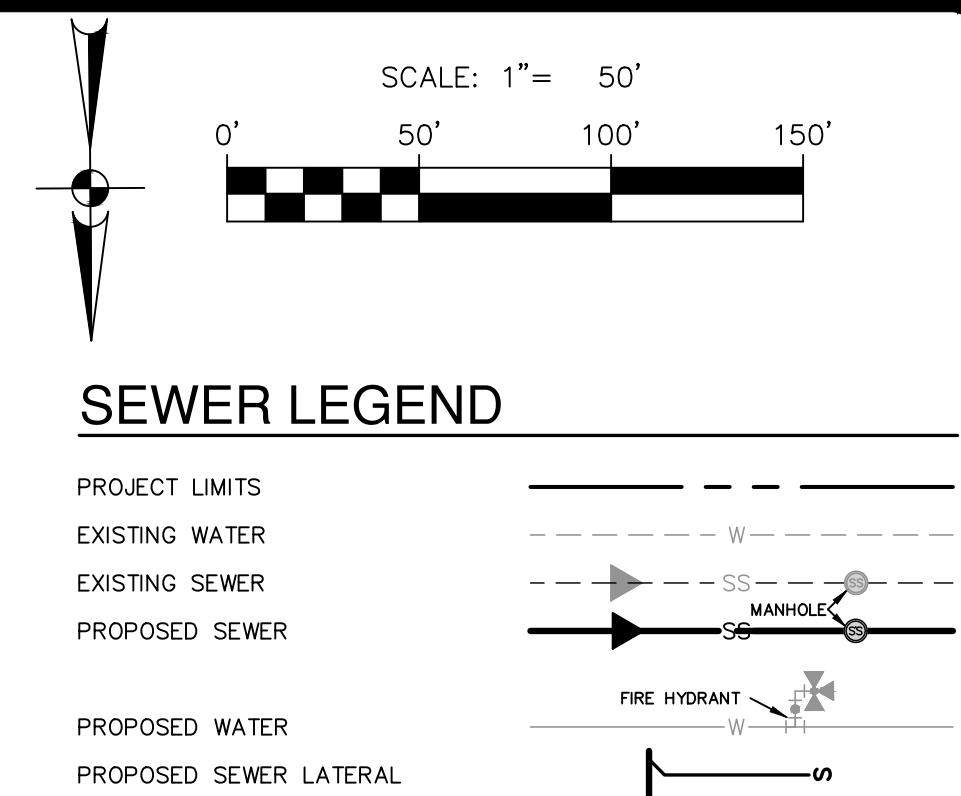 SCALE: 1"= 50'
0' 50' 100' 150'
SEWER LEGEND
PROJECT LIMITS
EXISTING WATER
W
EXISTING SEWER
SS SS
MANHOLE
PROPOSED SEWER
SS SS
FIRE HYDRANT
PROPOSED WATER
W
PROPOSED SEWER LATERAL
S